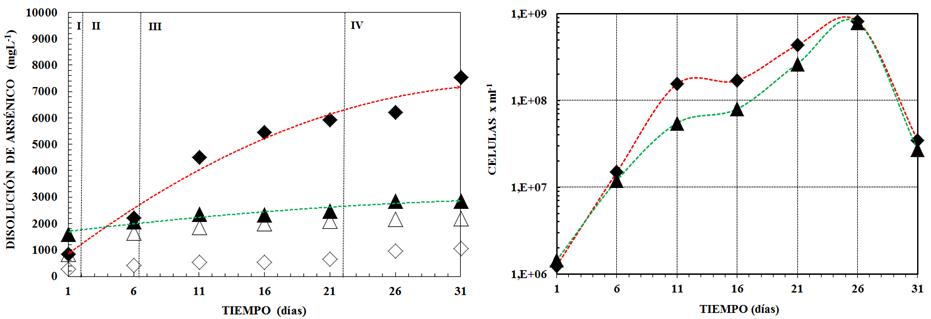 DISOLUCIÓN DE ARSÉNICO (mgL⁻¹)
10000
9000
8000
7000
6000
5000
4000
3000
2000
1000
0
I II III IV
1 6 11 16 21 26 31
TIEMPO (días)
CELULAS x ml⁻¹
1,E+09
1,E+08
1,E+07
1,E+06
1 6 11 16 21 26 31
TIEMPO (días)